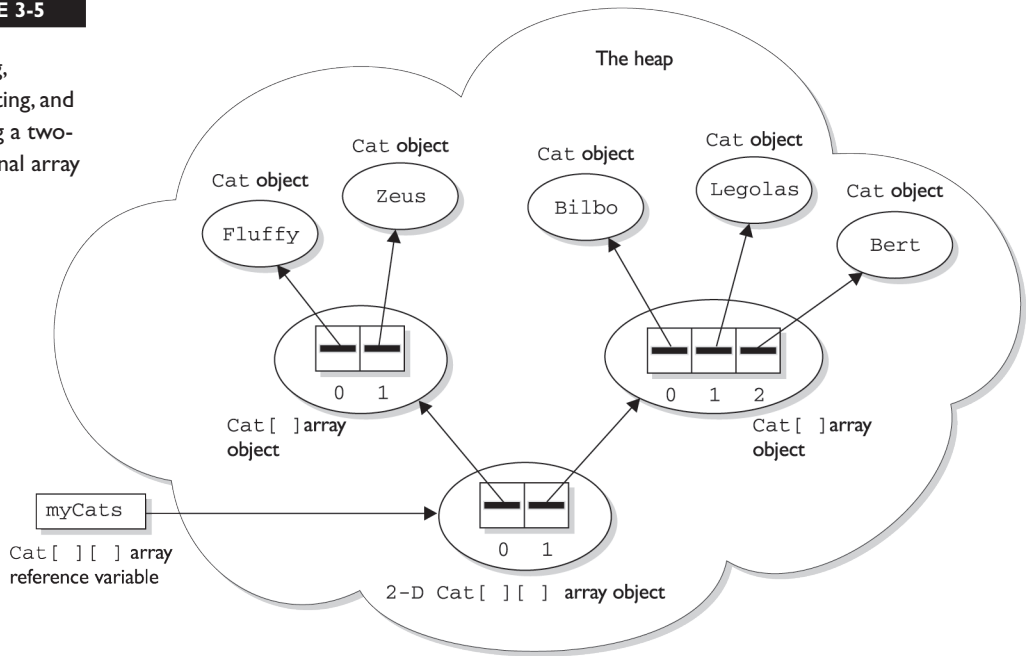 E 3-5
ting, and
g a two-
nal array
The heap
Cat object
Zeus
Cat object
Fluffy
Cat object
Bilbo
Cat object
Legolas
Cat object
Bert
0 1
Cat[ ]array
object
0 1 2
Cat[ ]array
object
myCats
Cat[ ][ ] array
reference variable
0 1
2-D Cat[ ][ ] array object